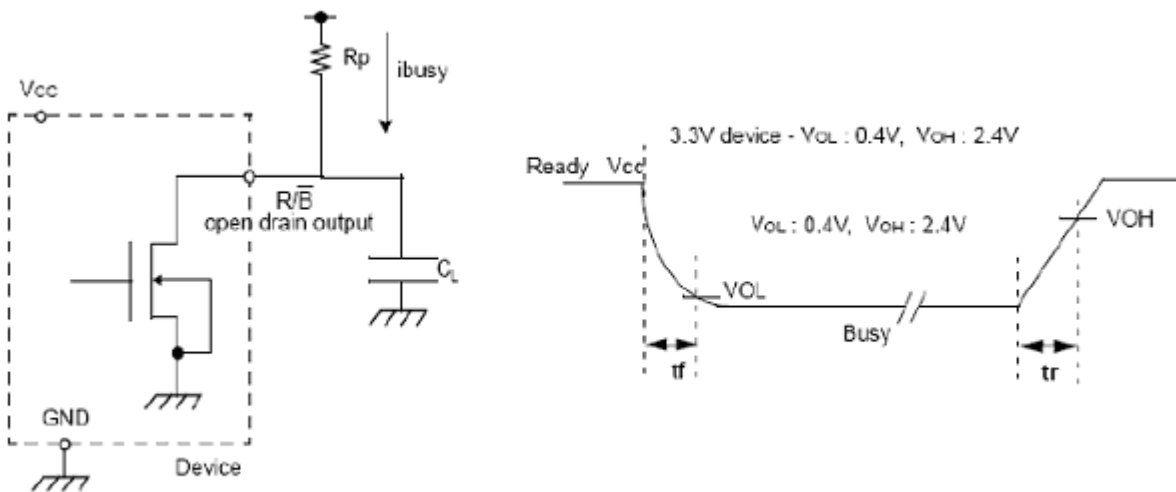 Rp
ibusy
Vcc
R/B̅
open drain output
CL
GND
Device
3.3V device - VOL : 0.4V, VOH : 2.4V
Ready Vcc
VOL : 0.4V, VOH : 2.4V
VOH
VOL
Busy
tf
tr